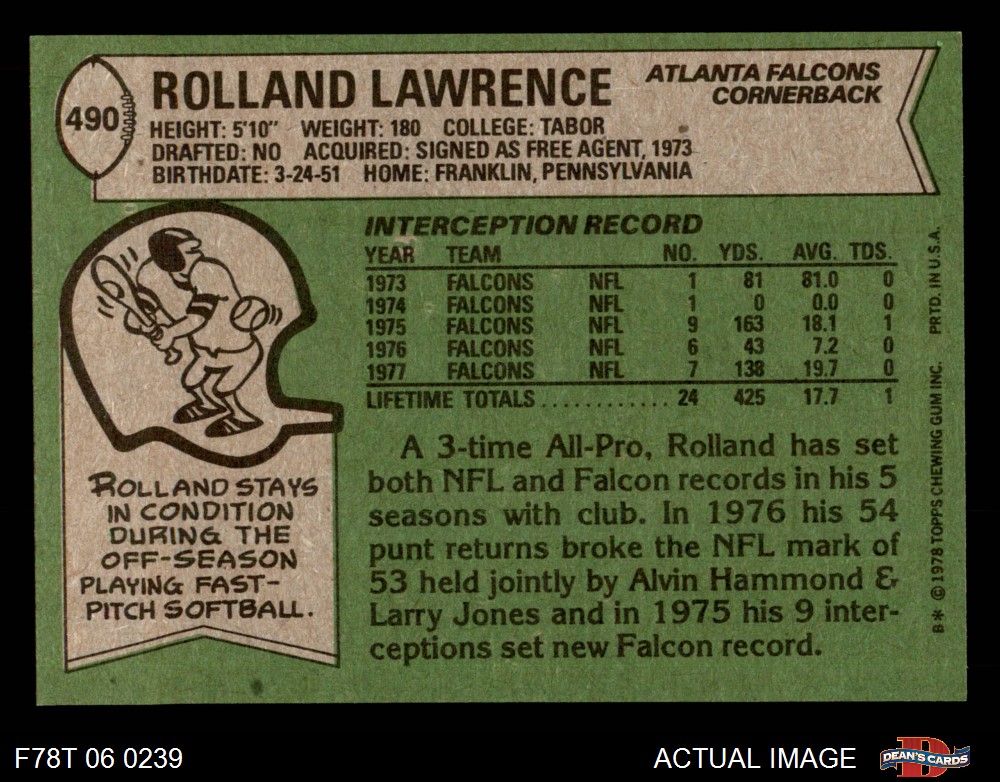 490
ROLLAND LAWRENCE
ATLANTA FALCONS
CORNERBACK
HEIGHT: 5'10" WEIGHT: 180 COLLEGE: TABOR
DRAFTED: NO ACQUIRED: SIGNED AS FREE AGENT, 1973
BIRTHDATE: 3-24-51 HOME: FRANKLIN, PENNSYLVANIA
INTERCEPTION RECORD
YEAR TEAM NO. YDS. AVG. TDS.
1973 FALCONS NFL 1 81 81.0 0
1974 FALCONS NFL 1 0 0.0 0
1975 FALCONS NFL 9 163 18.1 1
1976 FALCONS NFL 6 43 7.2 0
1977 FALCONS NFL 7 138 19.7 0
LIFETIME TOTALS............ 24 425 17.7 1
A 3-time All-Pro, Rolland has set
both NFL and Falcon records in his 5
seasons with club. In 1976 his 54
punt returns broke the NFL mark of
53 held jointly by Alvin Hammond &
Larry Jones and in 1975 his 9 inter-
ceptions set new Falcon record.
ROLLAND STAYS
IN CONDITION
DURING THE
OFF-SEASON
PLAYING FAST-
PITCH SOFTBALL.
B* © 1978 TOPPS CHEWING GUM INC. PRTD. IN U.S.A.
F78T 06 0239
ACTUAL IMAGE
D
DEAN'S CARDS